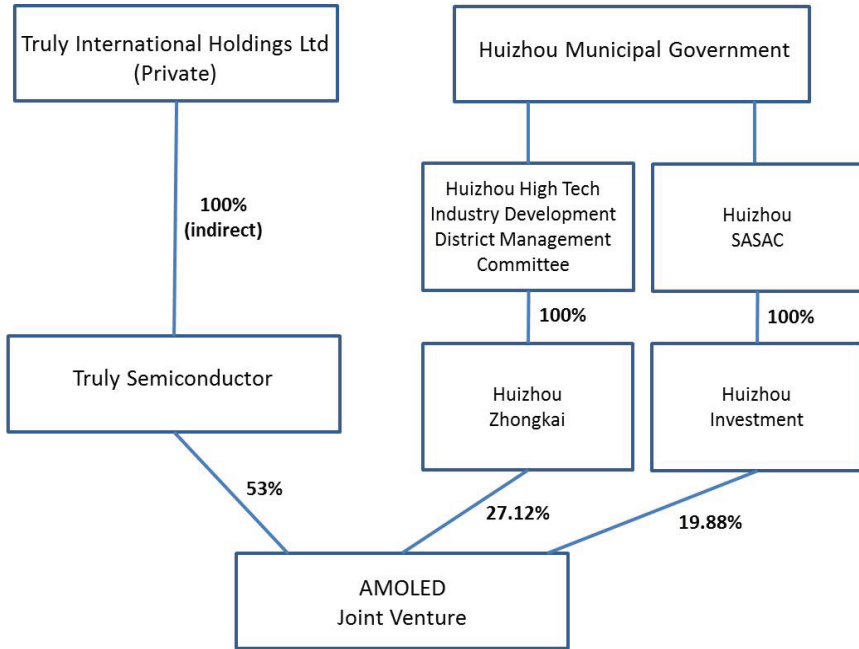 Truly International Holdings Ltd
(Private)
Huizhou Municipal Government
100%
(indirect)
Huizhou High Tech
Industry Development
District Management
Committee
Huizhou
SASAC
100%
100%
Truly Semiconductor
Huizhou
Zhongkai
Huizhou
Investment
53%
27.12%
19.88%
AMOLED
Joint Venture